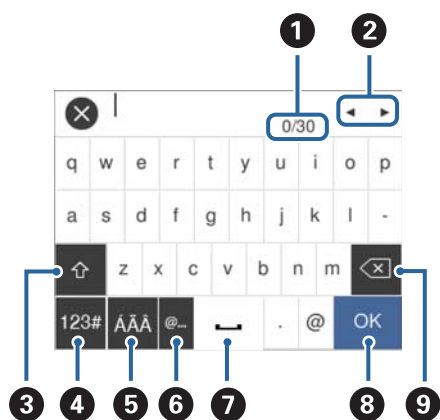 1 2
0/30
q w e r t y u i o p
a s d f g h j k l -
z x c v b n m
123# ÁÃÂ @... . @ OK
3 4 5 6 7 8 9